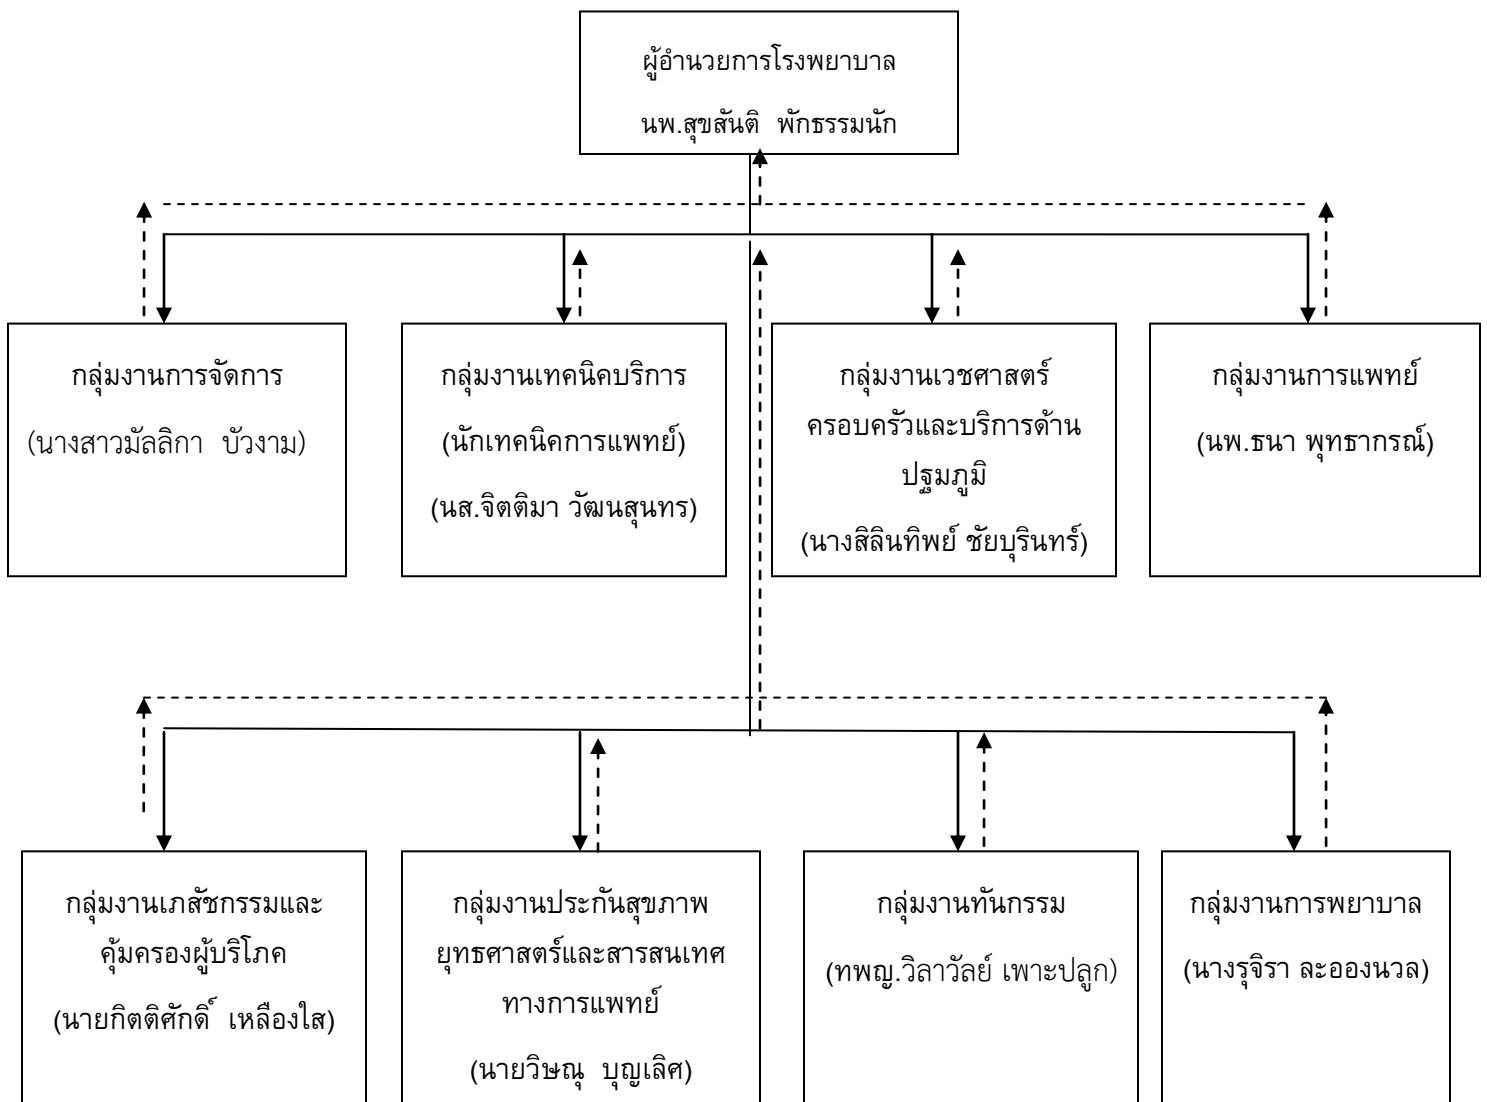 ผู้อำนวยการโรงพยาบาล
นพ.สุขสันติ พักธรรมนัก
กลุ่มงานการจัดการ
(นางสาวมัลลิกา บัวงาม)
กลุ่มงานเทคนิคบริการ
(นักเทคนิคการแพทย์)
(นส.จิตติมา วัฒนสุนทร)
กลุ่มงานเวชศาสตร์
ครอบครัวและบริการด้าน
ปฐมภูมิ
(นางสิลินทิพย์ ชัยบุรินทร์)
กลุ่มงานการแพทย์
(นพ.ธนา พุทธากรณ์)
กลุ่มงานเภสัชกรรมและ
คุ้มครองผู้บริโภค
(นายกิตติศักดิ์ เหลืองใส)
กลุ่มงานประกันสุขภาพ
ยุทธศาสตร์และสารสนเทศ
ทางการแพทย์
(นายวิษณุ บุญเลิศ)
กลุ่มงานทันกรรม
(ทพญ.วิลาวัลย์ เพาะปลูก)
กลุ่มงานการพยาบาล
(นางรุจิรา ละอองนวล)